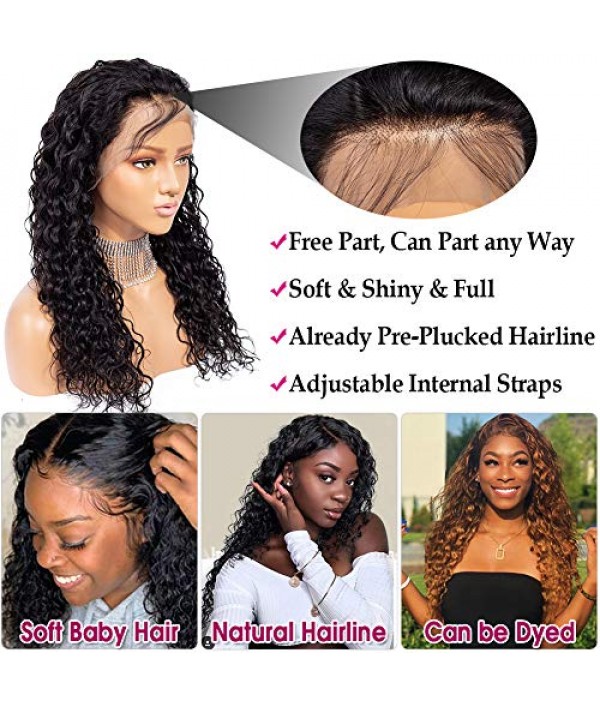 ✓Free Part, Can Part any Way
✓Soft & Shiny & Full
✓Already Pre-Plucked Hairline
✓Adjustable Internal Straps
Soft Baby Hair
Natural Hairline
Can be Dyed